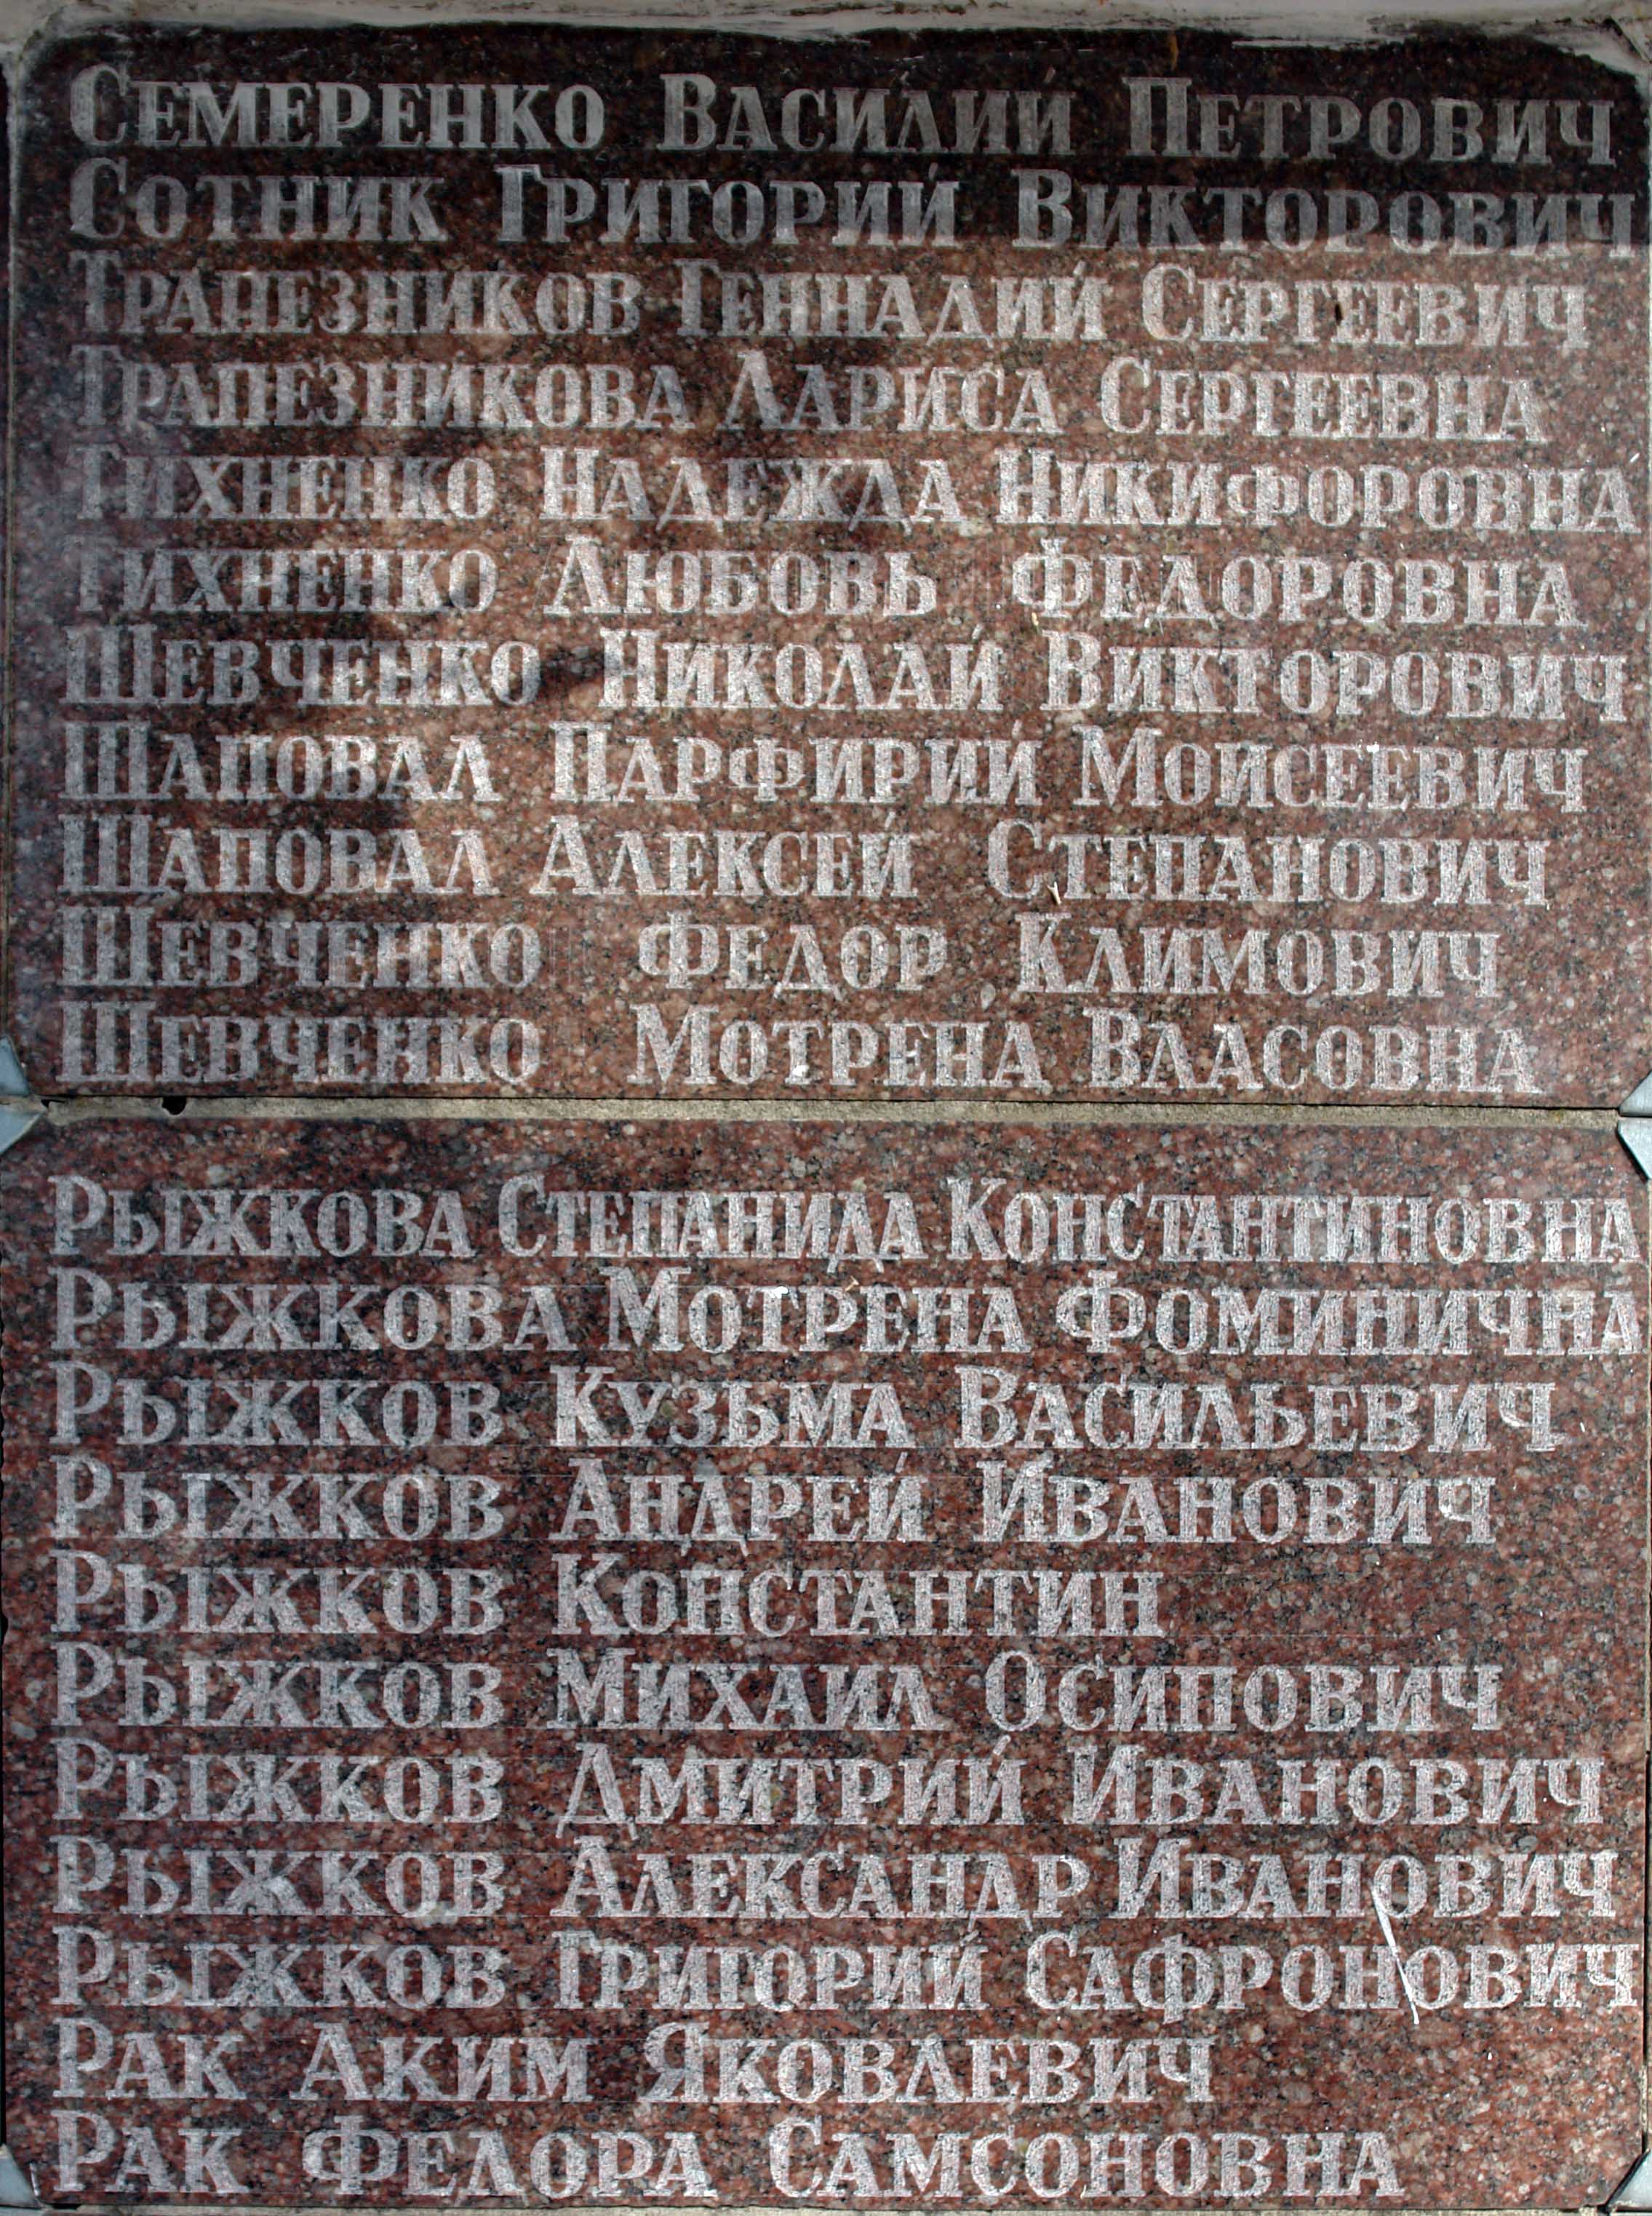 Семеренко Василий Петрович
Сотник Григорий Викторович
Трапезников Геннадий Сергеевич
Трапезникова Лариса Сергеевна
Тихненко Надежда Никифоровна
Тихненко Любовь Федоровна
Шевченко Николай Викторович
Шаповал Парфирий Моисеевич
Шаповал Алексей Степанович
Шевченко Федор Климович
Шевченко Мотрена Власовна
Рыжкова Степанида Константиновна
Рыжкова Мотрена Фоминична
Рыжков Кузьма Васильевич
Рыжков Андрей Иванович
Рыжков Константин
Рыжков Михаил Осипович
Рыжков Дмитрий Иванович
Рыжков Александр Иванович
Рыжков Григорий Сафронович
Рак Аким Яковлевич
Рак Федора Самсоновна